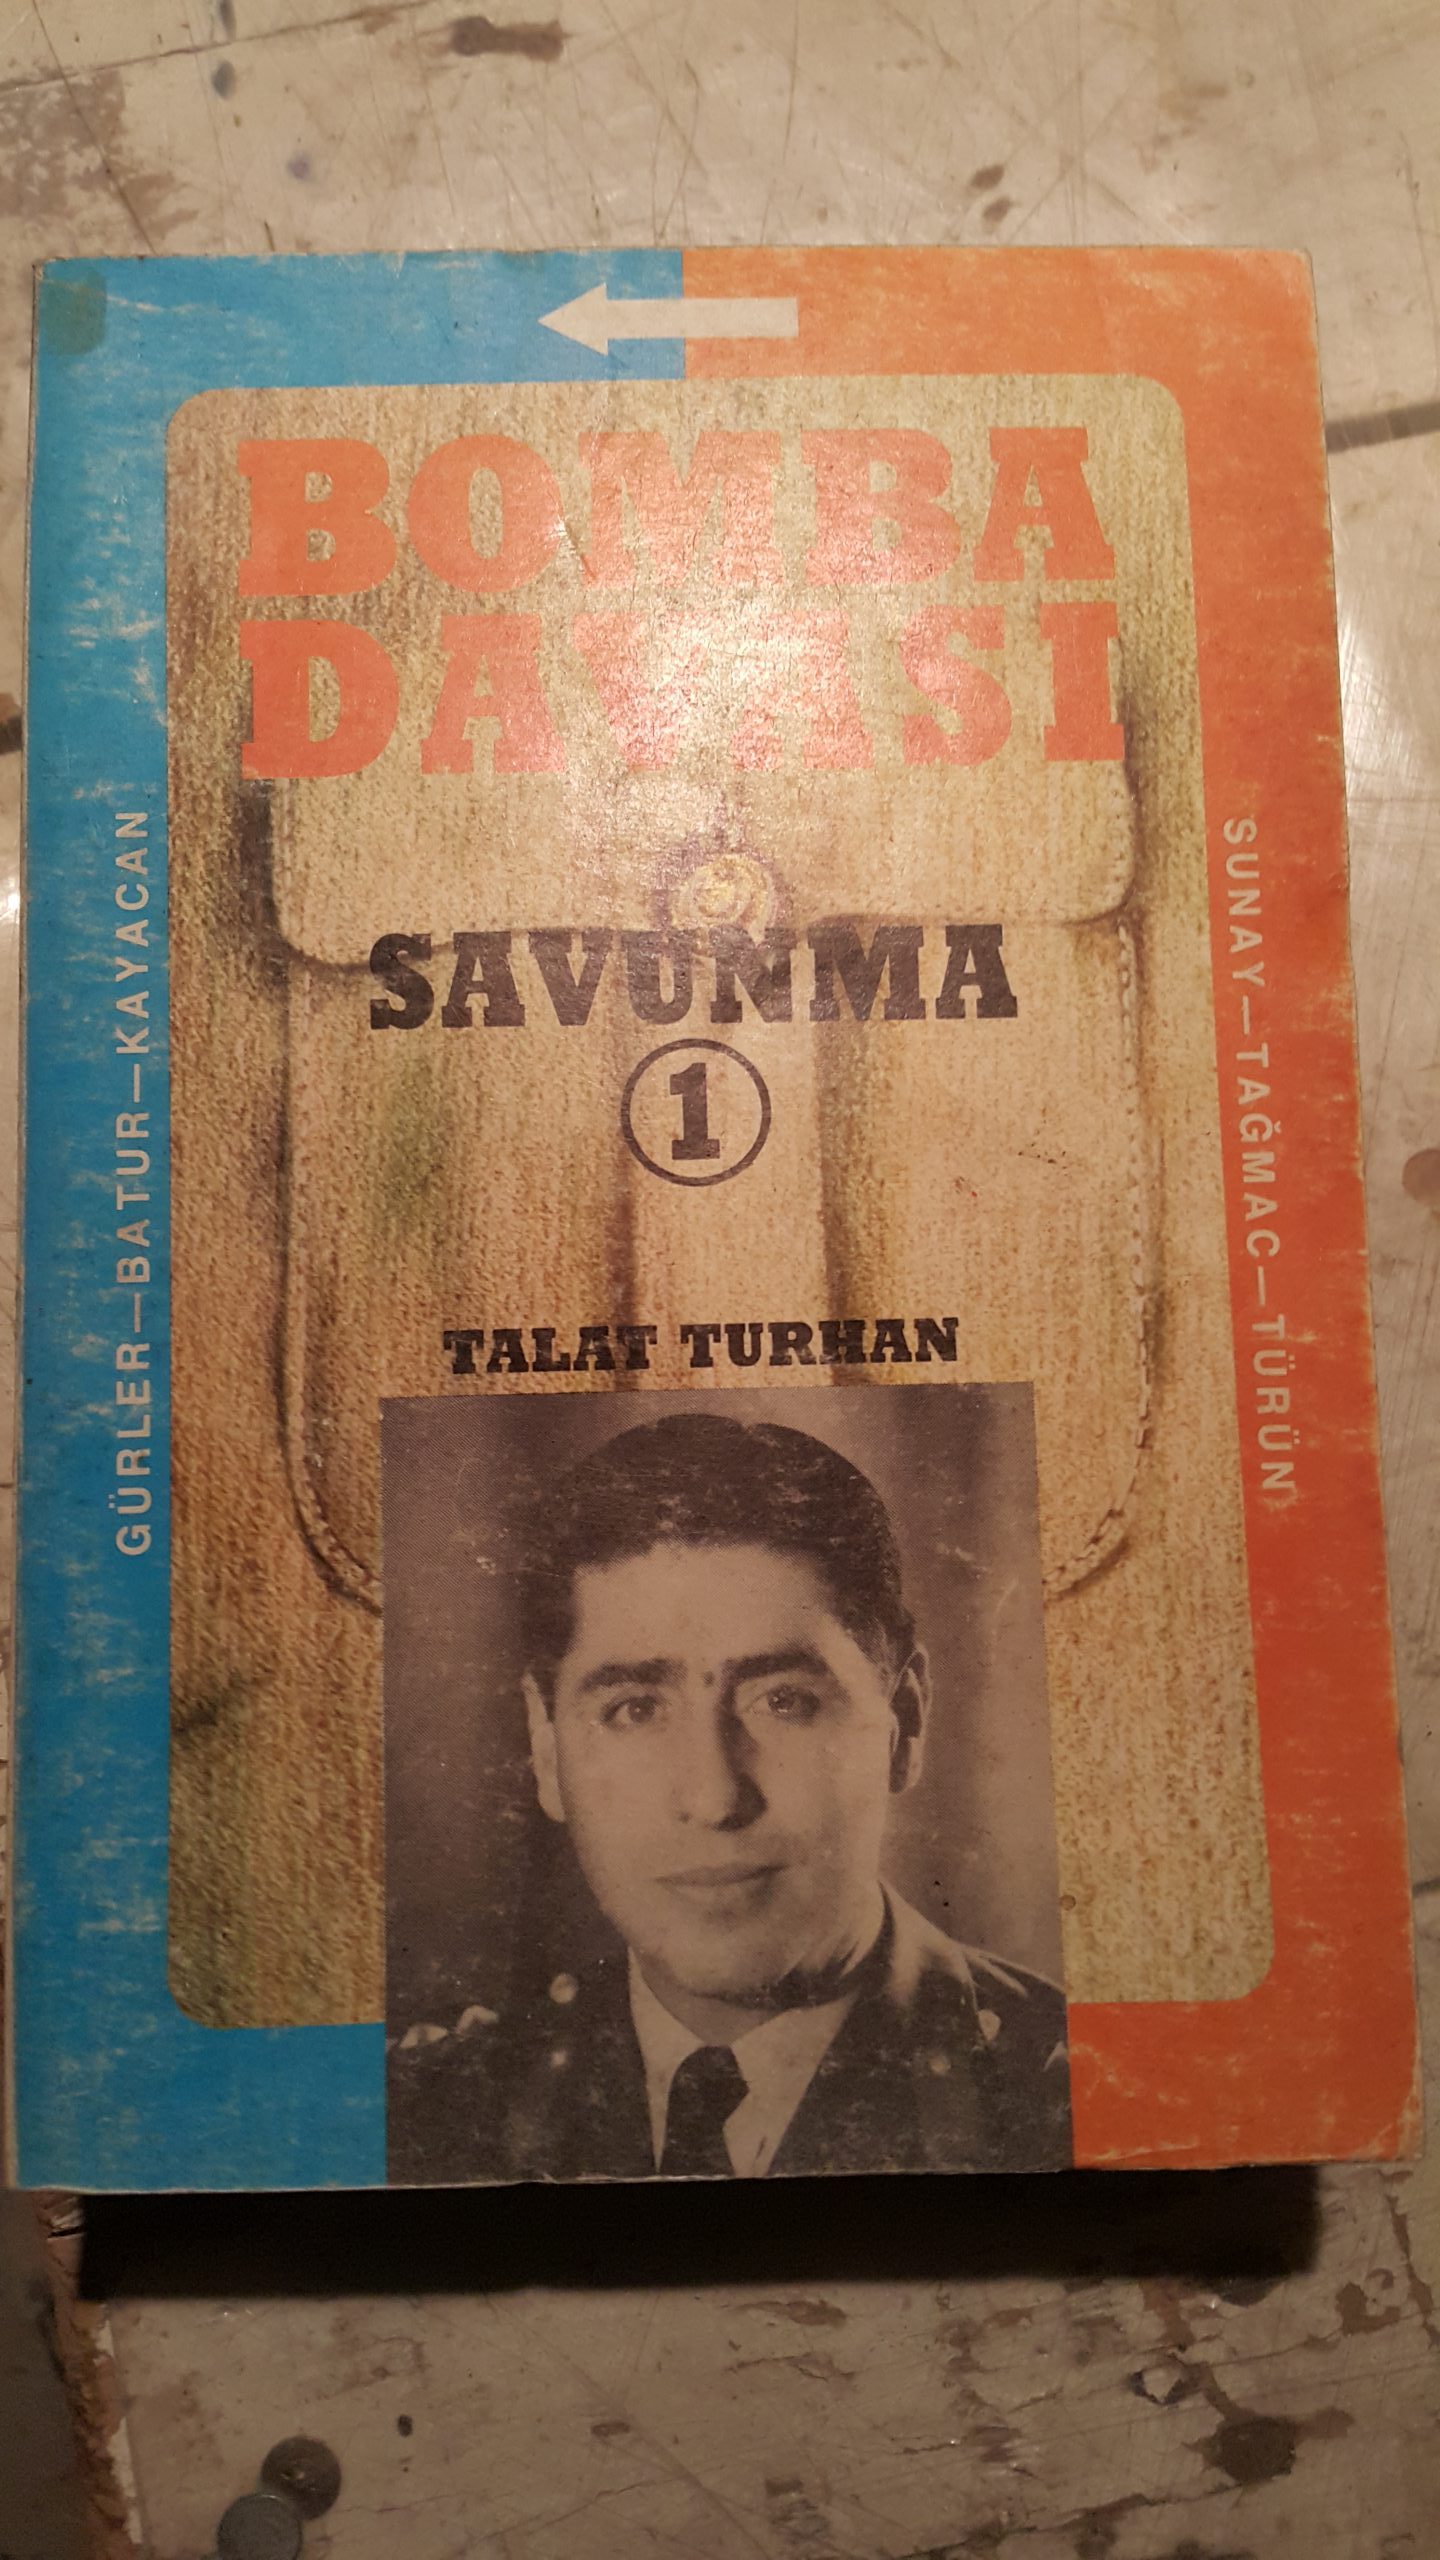 BOMBA
DAVASI
SAVUNMA
1
TALAT TURHAN
GÜRLER—BATUR—KAYACAN
SUNAY—TAĞMAC—TÜRÜN